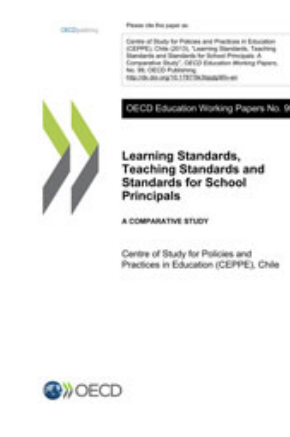 OECDpublishing
Please cite this paper as:
Centre of Study for Policies and Practices in Education
(CEPPE), Chile (2013), "Learning Standards, Teaching
Standards and Standards for School Principals: A
Comparative Study", OECD Education Working Papers,
No. 99, OECD Publishing.
OECD Education Working Papers No. 9
Learning Standards,
Teaching Standards and
Standards for School
Principals
A COMPARATIVE STUDY
Centre of Study for Policies and
Practices in Education (CEPPE), Chile
OECD